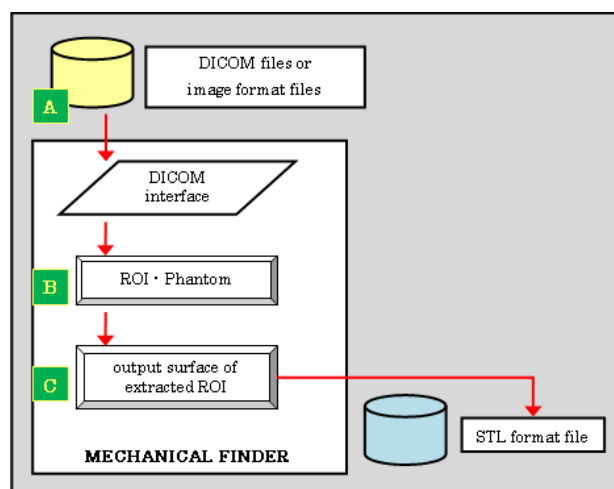 DICOM files or
image format files
A
DICOM
interface
B
ROI・Phantom
C
output surface of
extracted ROI
STL format file
MECHANICAL FINDER